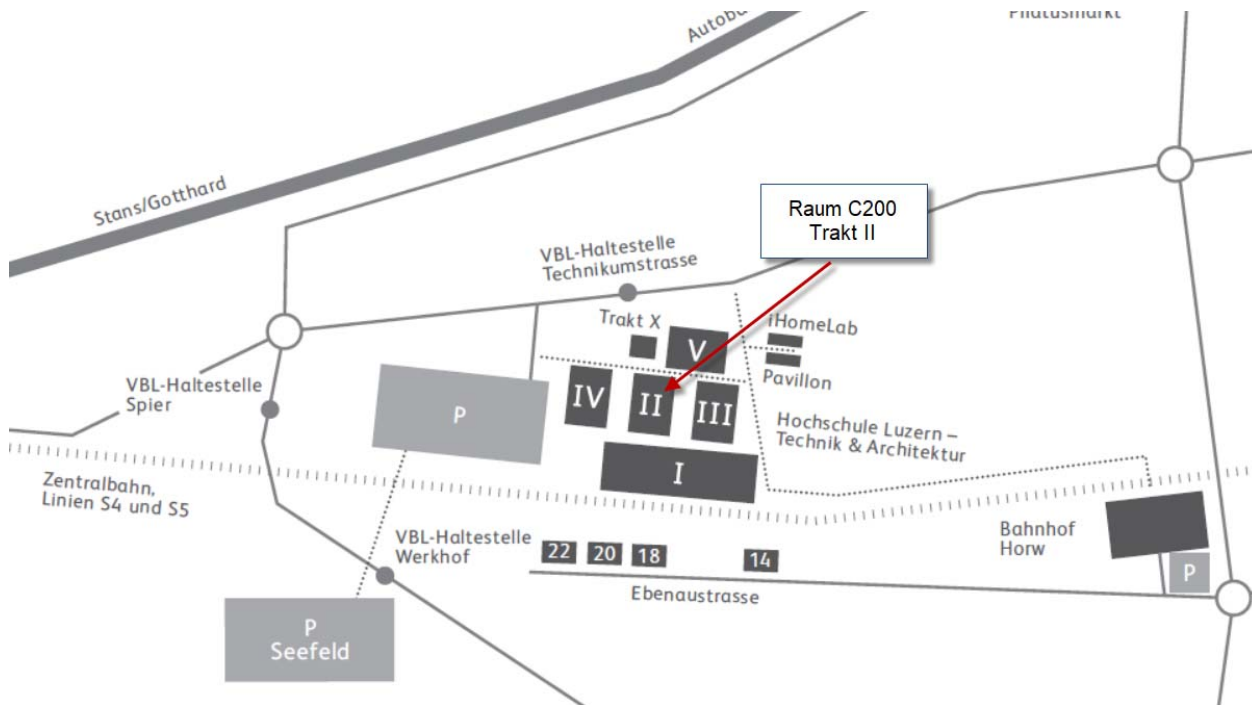 Pilatusmarkt
Stans/Gotthard
Raum C200
Trakt II
VBL-Haltestelle
Technikumstrasse
Trakt X
iHomeLab
V
Pavillon
VBL-Haltestelle
Spier
P
IV
II
III
Hochschule Luzern –
Technik & Architektur
I
Zentralbahn,
Linien S4 und S5
VBL-Haltestelle
Werkhof
22
20
18
14
Bahnhof
Horw
P
Ebenaustrasse
P
Seefeld